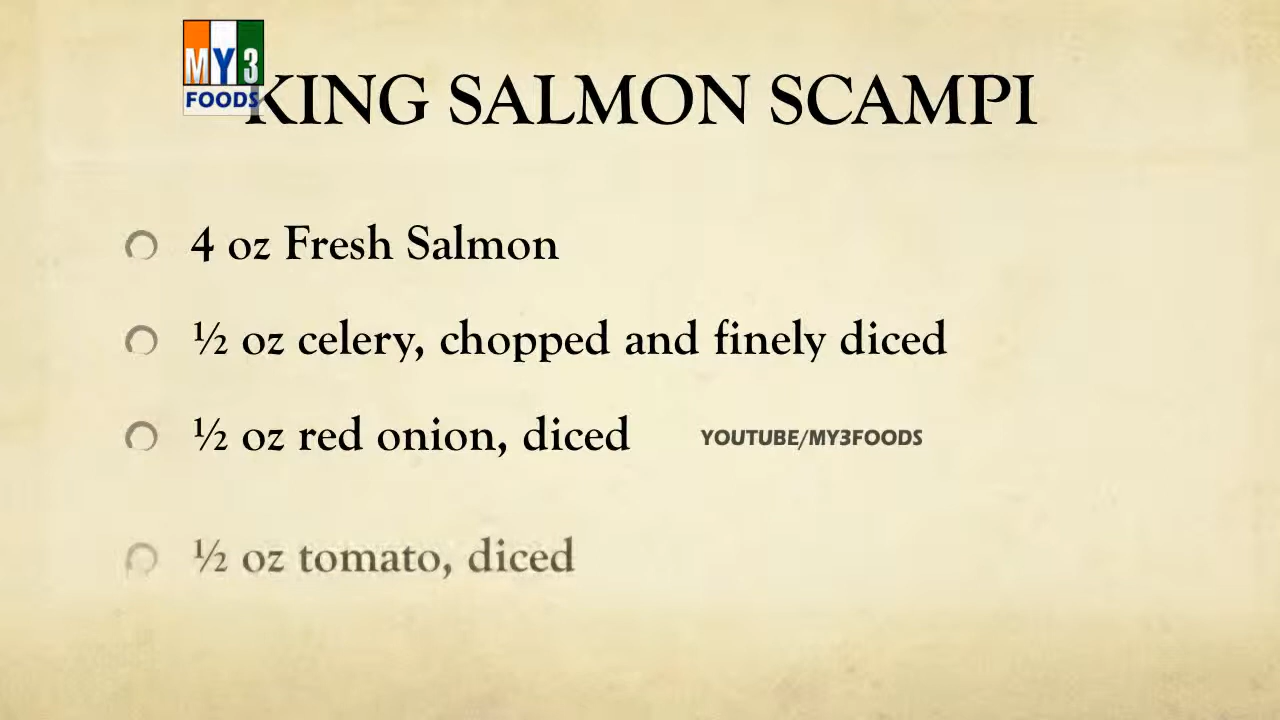 MY3
FOODS
KING SALMON SCAMPI
4 oz Fresh Salmon
½ oz celery, chopped and finely diced
½ oz red onion, diced
YOUTUBE/MY3FOODS
½ oz tomato, diced